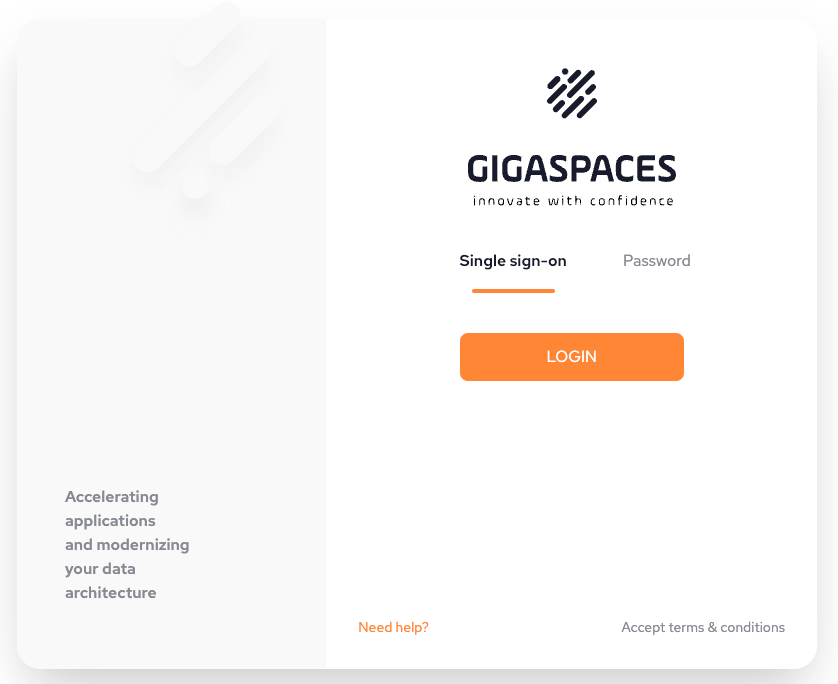 GIGASPACES
innovate with confidence
Single sign-on Password
LOGIN
Accelerating
applications
and modernizing
your data
architecture
Need help? Accept terms & conditions